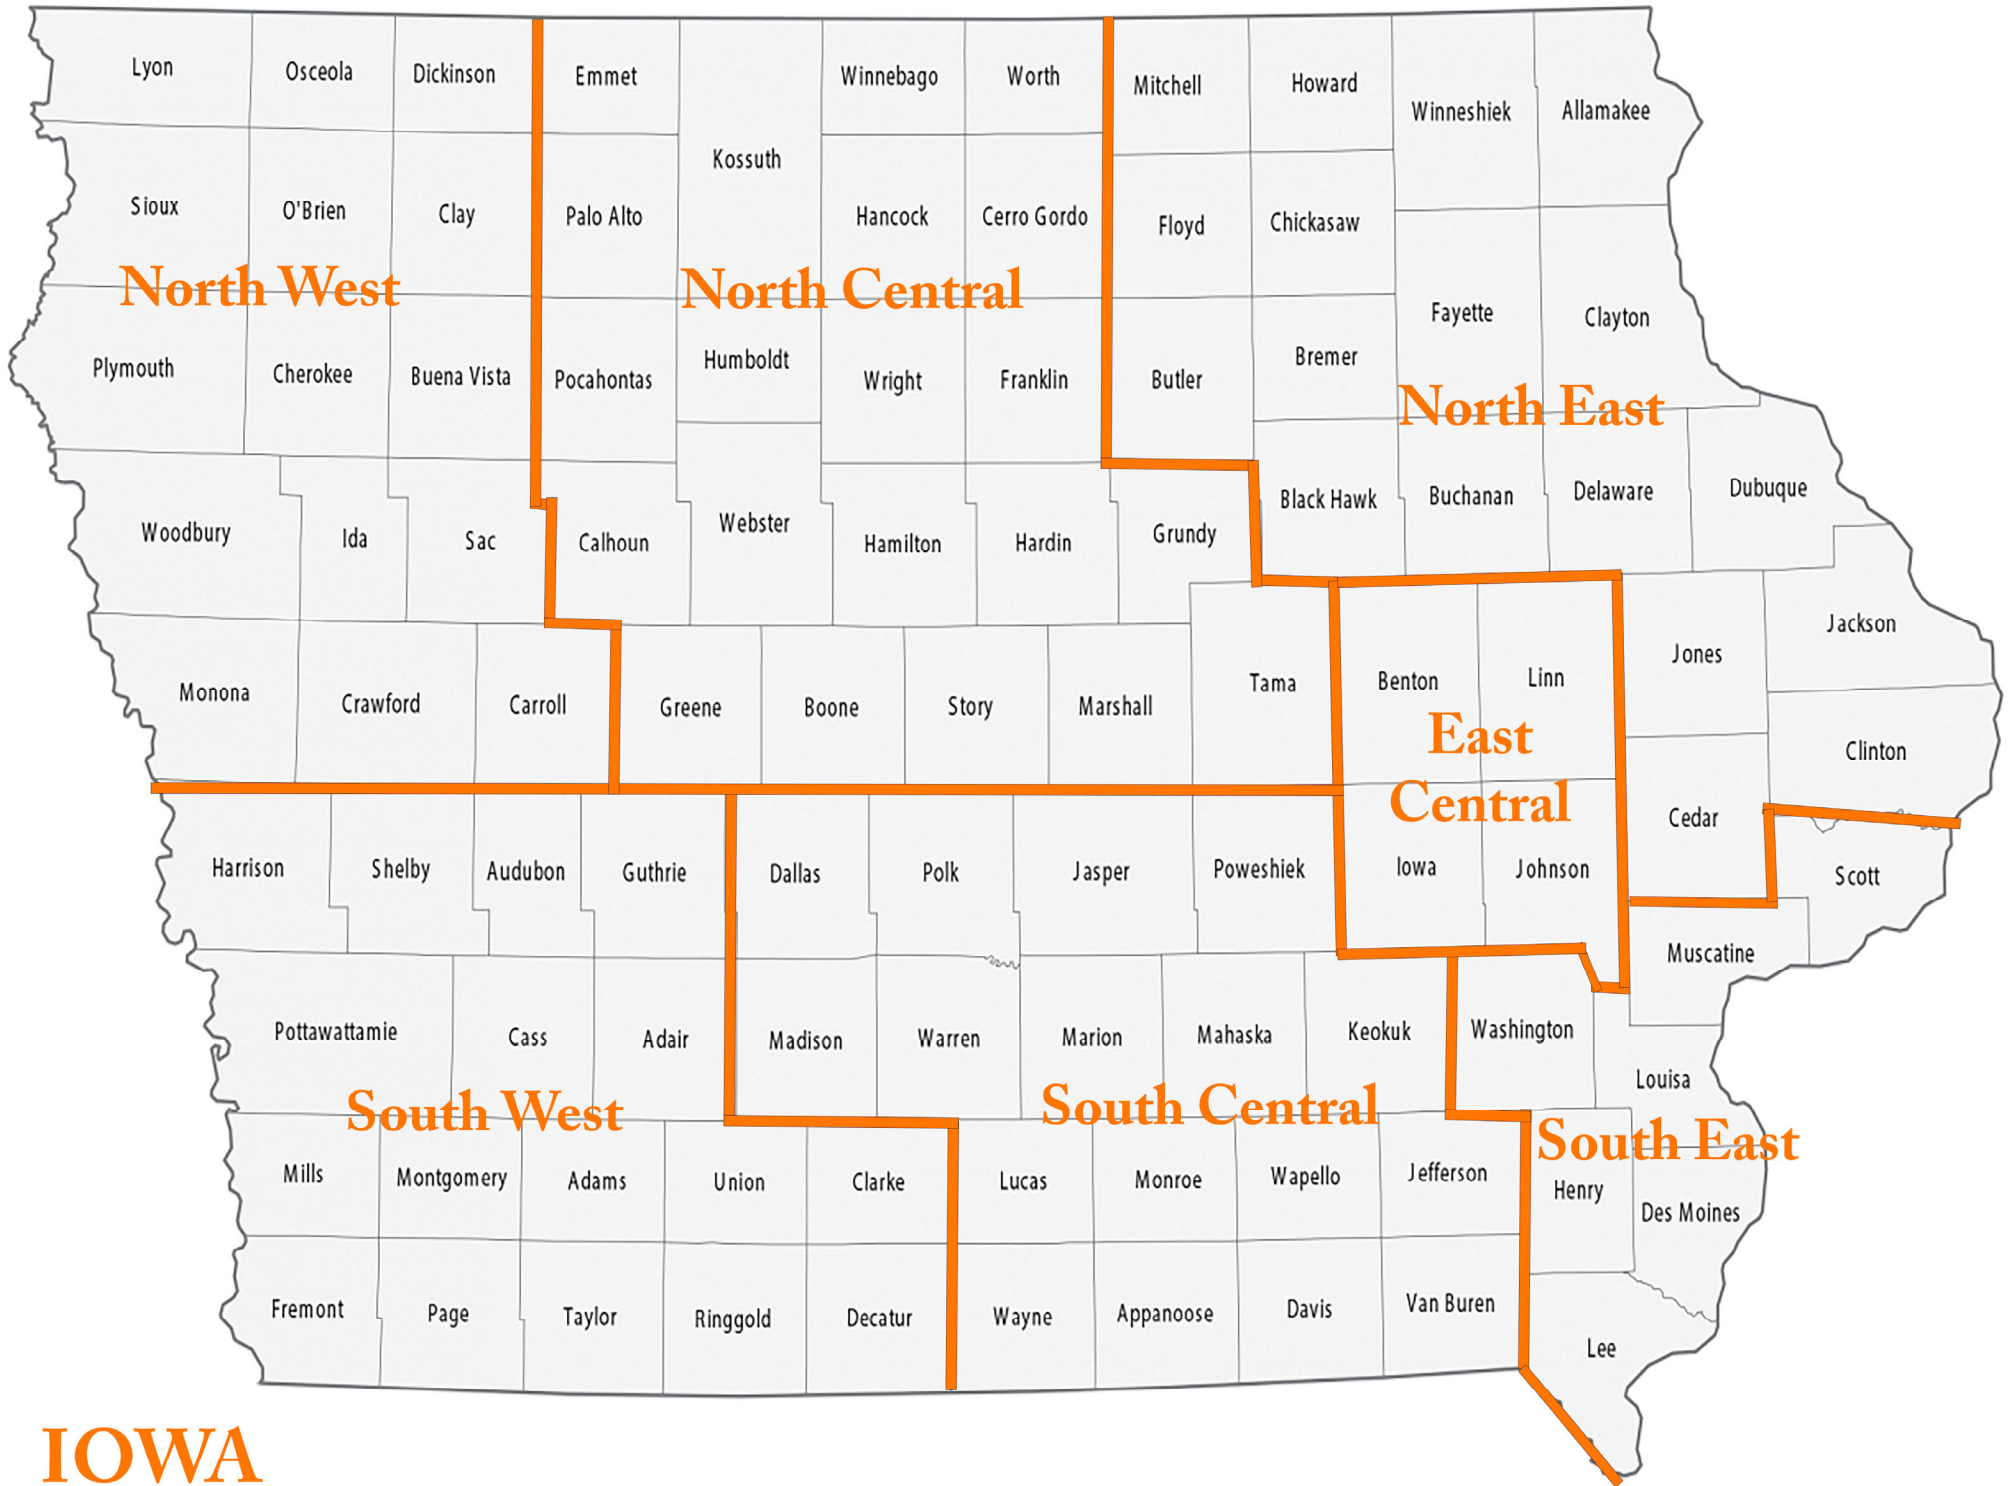 Lyon
Osceola
Dickinson
Emmet
Winnebago
Worth
Mitchell
Howard
Winneshiek
Allamakee
Kossuth
Sioux
O'Brien
Clay
Palo Alto
Hancock
Cerro Gordo
Floyd
Chickasaw
North West
North Central
Fayette
Clayton
Plymouth
Cherokee
Buena Vista
Pocahontas
Humboldt
Wright
Franklin
Butler
Bremer
North East
Woodbury
Ida
Sac
Calhoun
Webster
Hamilton
Hardin
Grundy
Black Hawk
Buchanan
Delaware
Dubuque
Monona
Crawford
Carroll
Greene
Boone
Story
Marshall
Tama
Benton
Linn
Jones
Jackson
East
Central
Clinton
Cedar
Harrison
Shelby
Audubon
Guthrie
Dallas
Polk
Jasper
Poweshiek
Iowa
Johnson
Scott
Muscatine
Pottawattamie
Cass
Adair
Madison
Warren
Marion
Mahaska
Keokuk
Washington
Louisa
South West
South Central
South East
Mills
Montgomery
Adams
Union
Clarke
Lucas
Monroe
Wapello
Jefferson
Henry
Des Moines
Fremont
Page
Taylor
Ringgold
Decatur
Wayne
Appanoose
Davis
Van Buren
Lee
IOWA